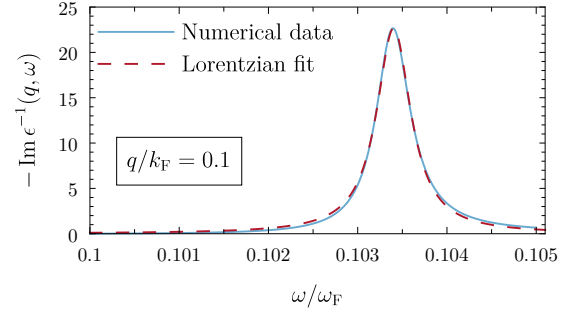 25
20
15
10
5
0
− Im ϵ⁻¹(q, ω)
Numerical data
Lorentzian fit
q/k_F = 0.1
0.1 0.101 0.102 0.103 0.104 0.105
ω/ω_F